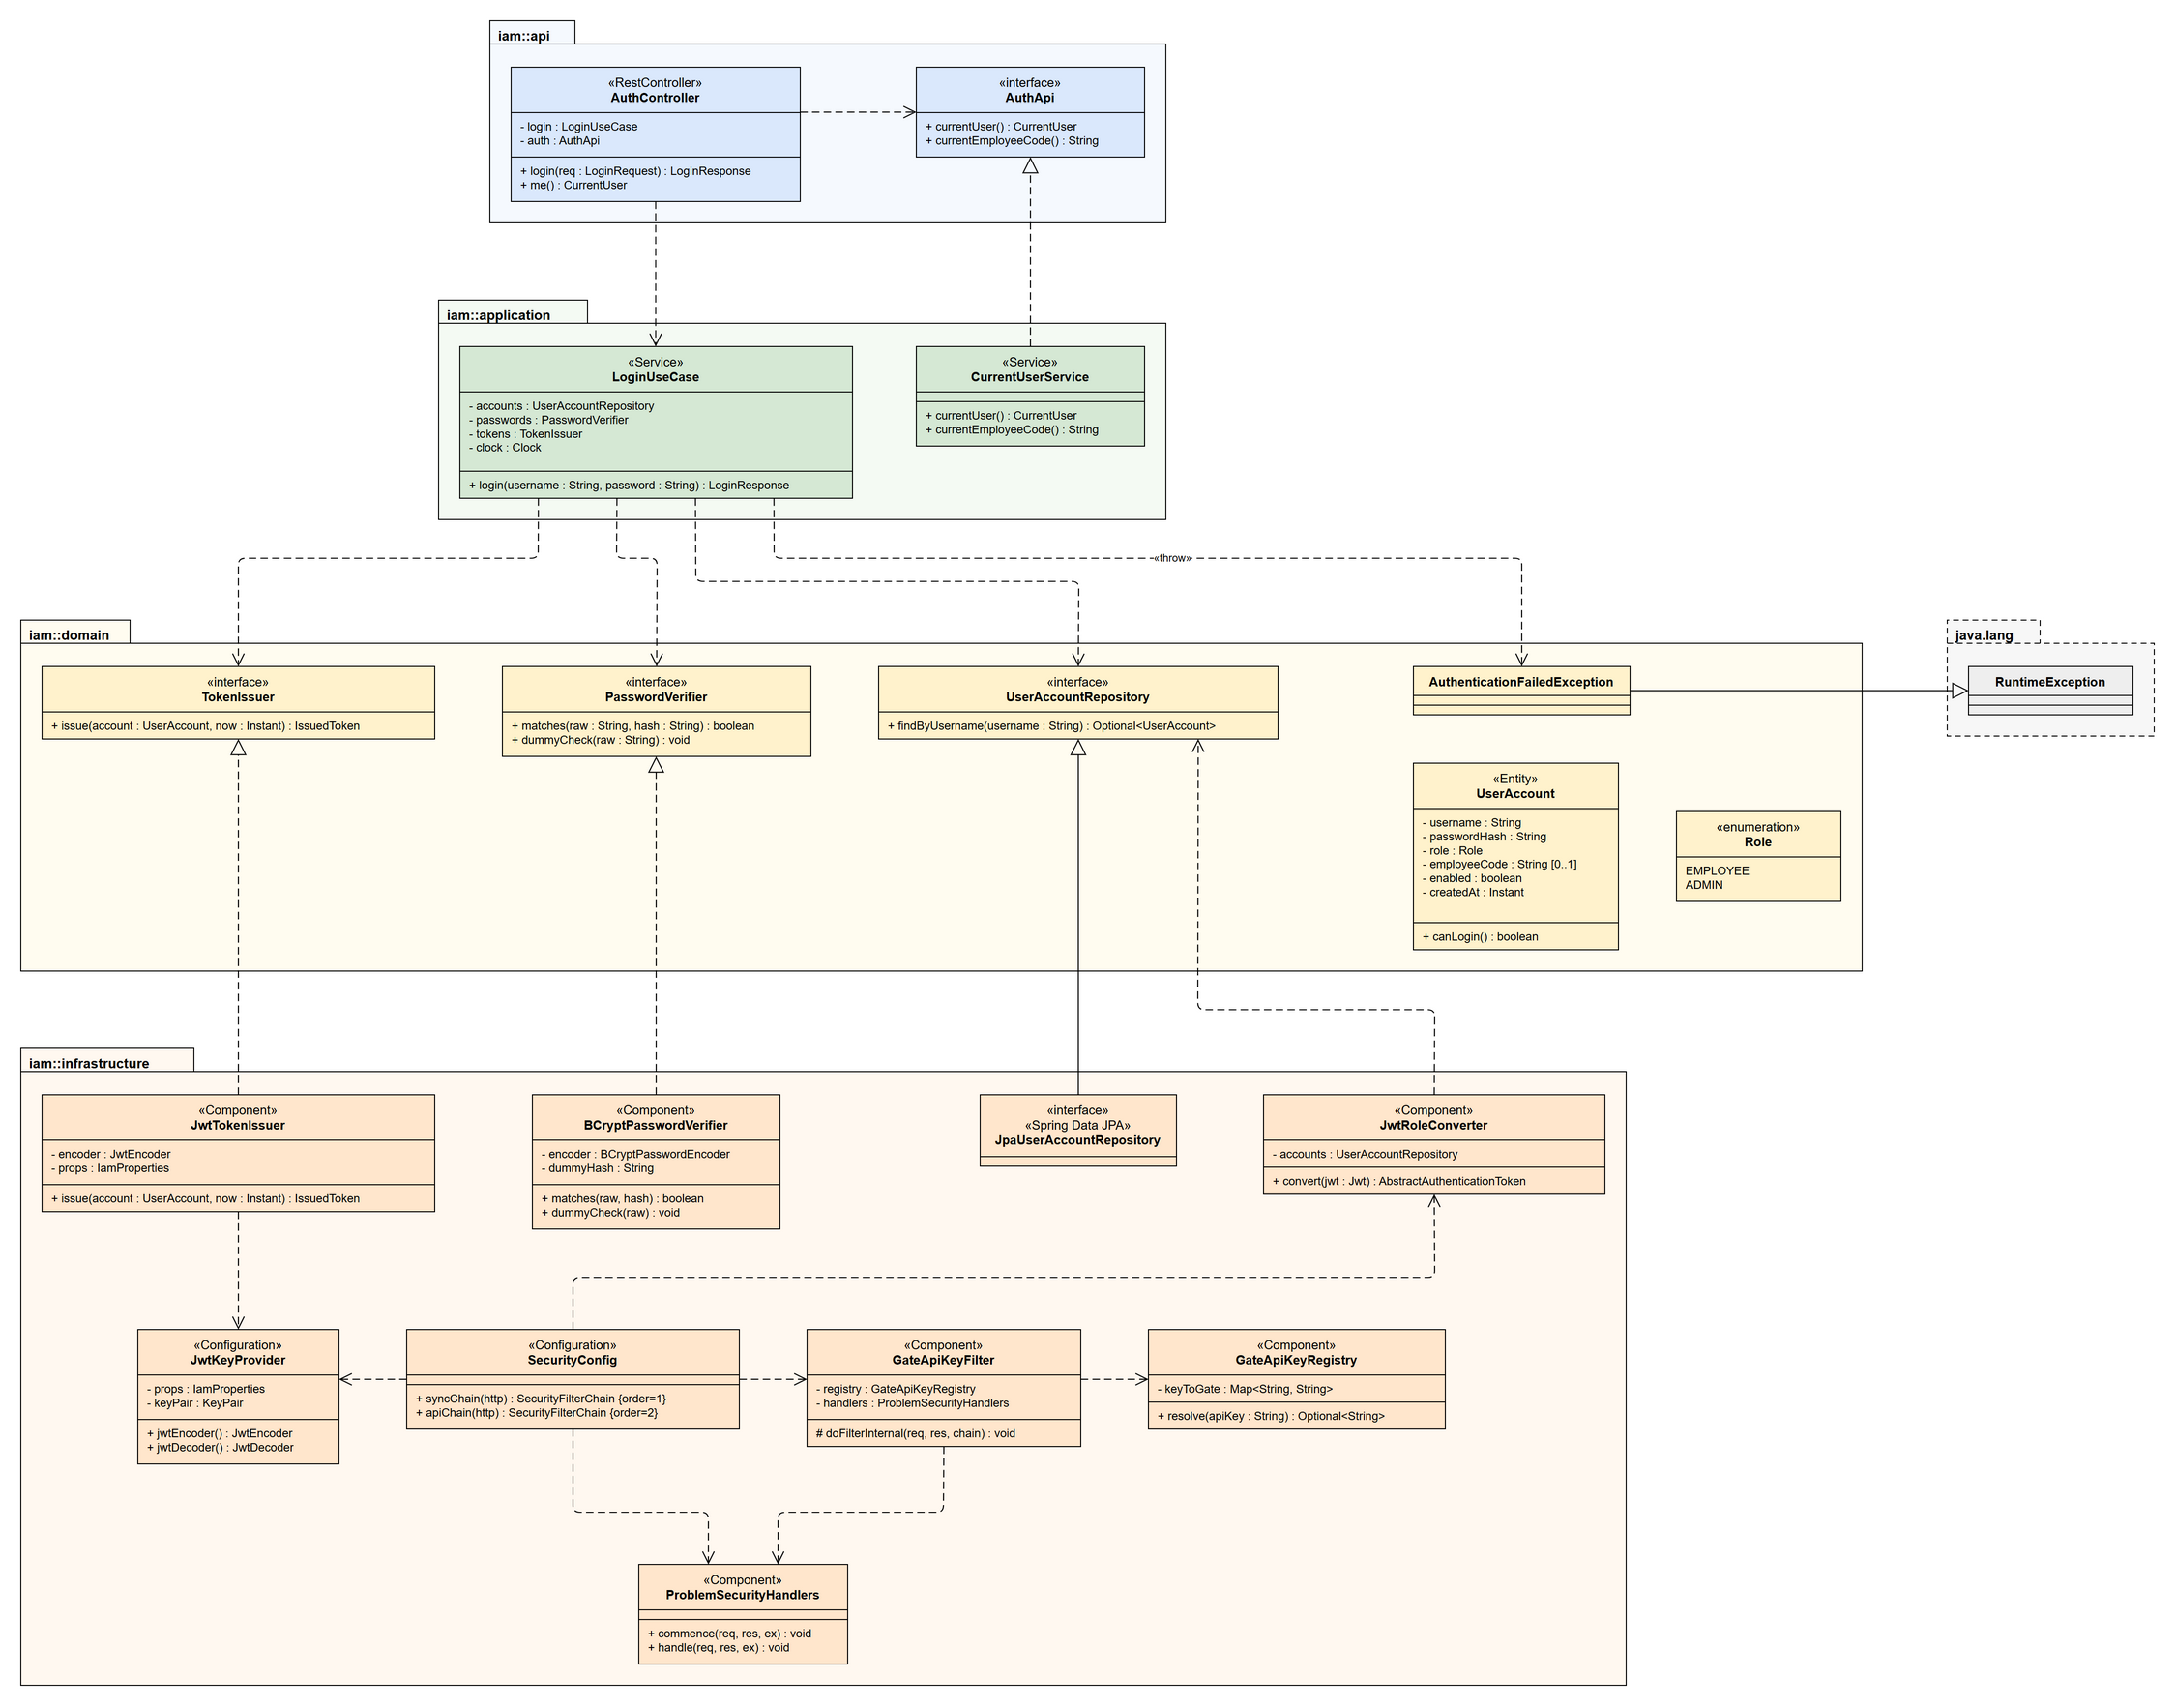 iam::api
«RestController»
AuthController
- login : LoginUseCase
- auth : AuthApi
+ login(req : LoginRequest) : LoginResponse
+ me() : CurrentUser
«interface»
AuthApi
+ currentUser() : CurrentUser
+ currentEmployeeCode() : String
iam::application
«Service»
LoginUseCase
- accounts : UserAccountRepository
- passwords : PasswordVerifier
- tokens : TokenIssuer
- clock : Clock
+ login(username : String, password : String) : LoginResponse
«Service»
CurrentUserService
+ currentUser() : CurrentUser
+ currentEmployeeCode() : String
«throw»
iam::domain
«interface»
TokenIssuer
+ issue(account : UserAccount, now : Instant) : IssuedToken
«interface»
PasswordVerifier
+ matches(raw : String, hash : String) : boolean
+ dummyCheck(raw : String) : void
«interface»
UserAccountRepository
+ findByUsername(username : String) : Optional<UserAccount>
AuthenticationFailedException
java.lang
RuntimeException
«Entity»
UserAccount
- username : String
- passwordHash : String
- role : Role
- employeeCode : String [0..1]
- enabled : boolean
- createdAt : Instant
+ canLogin() : boolean
«enumeration»
Role
EMPLOYEE
ADMIN
iam::infrastructure
«Component»
JwtTokenIssuer
- encoder : JwtEncoder
- props : IamProperties
+ issue(account : UserAccount, now : Instant) : IssuedToken
«Component»
BCryptPasswordVerifier
- encoder : BCryptPasswordEncoder
- dummyHash : String
+ matches(raw, hash) : boolean
+ dummyCheck(raw) : void
«interface»
«Spring Data JPA»
JpaUserAccountRepository
«Component»
JwtRoleConverter
- accounts : UserAccountRepository
+ convert(jwt : Jwt) : AbstractAuthenticationToken
«Configuration»
JwtKeyProvider
- props : IamProperties
- keyPair : KeyPair
+ jwtEncoder() : JwtEncoder
+ jwtDecoder() : JwtDecoder
«Configuration»
SecurityConfig
+ syncChain(http) : SecurityFilterChain {order=1}
+ apiChain(http) : SecurityFilterChain {order=2}
«Component»
GateApiKeyFilter
- registry : GateApiKeyRegistry
- handlers : ProblemSecurityHandlers
# doFilterInternal(req, res, chain) : void
«Component»
GateApiKeyRegistry
- keyToGate : Map<String, String>
+ resolve(apiKey : String) : Optional<String>
«Component»
ProblemSecurityHandlers
+ commence(req, res, ex) : void
+ handle(req, res, ex) : void